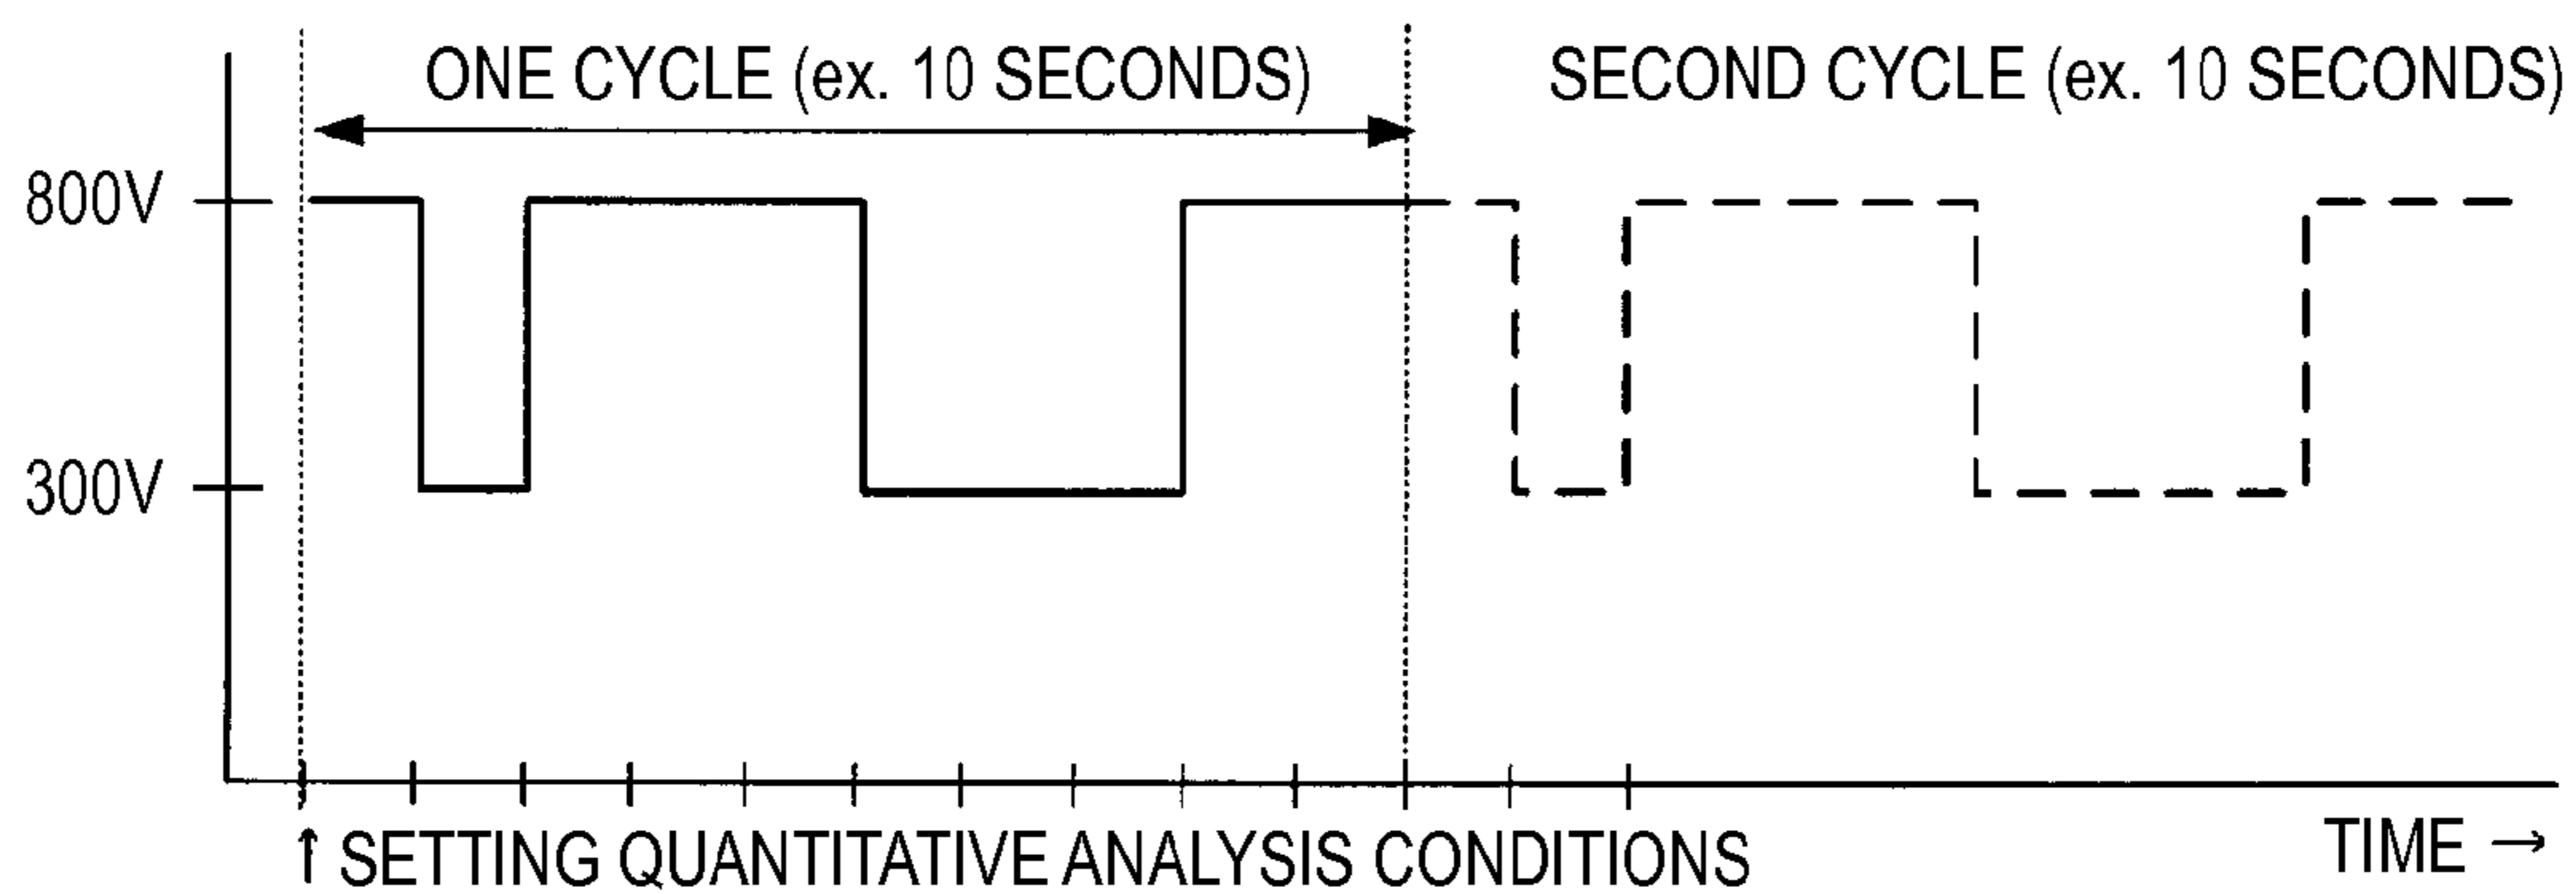 ONE CYCLE (ex. 10 SECONDS)
SECOND CYCLE (ex. 10 SECONDS)
800V
300V
↑ SETTING QUANTITATIVE ANALYSIS CONDITIONS
TIME →